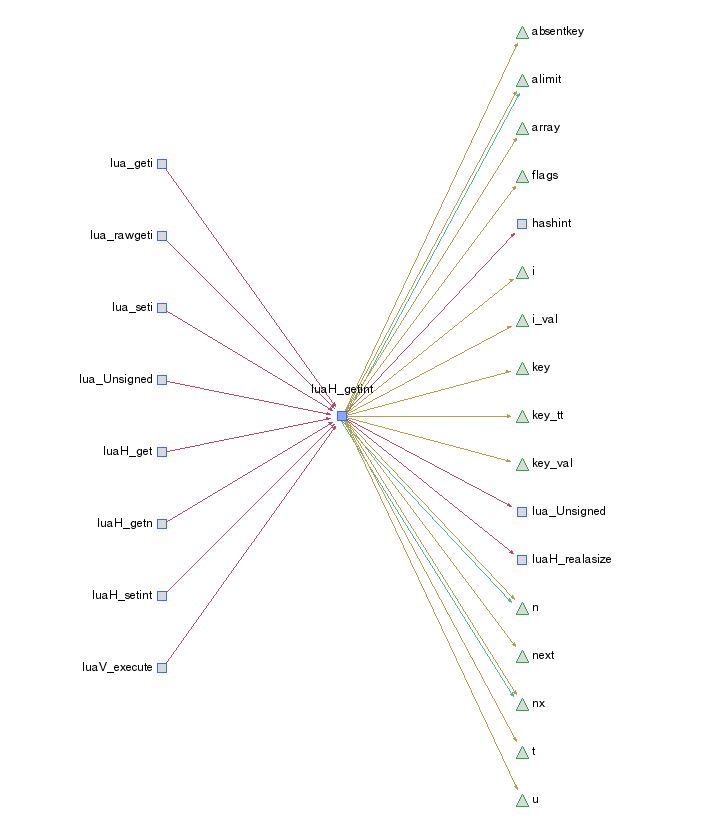 lua_geti
lua_rawgeti
lua_seti
lua_Unsigned
luaH_get
luaH_getn
luaH_setint
luaV_execute
luaH_getint
absentkey
alimit
array
flags
hashint
i
i_val
key
key_tt
key_val
lua_Unsigned
luaH_realasize
n
next
nx
t
u